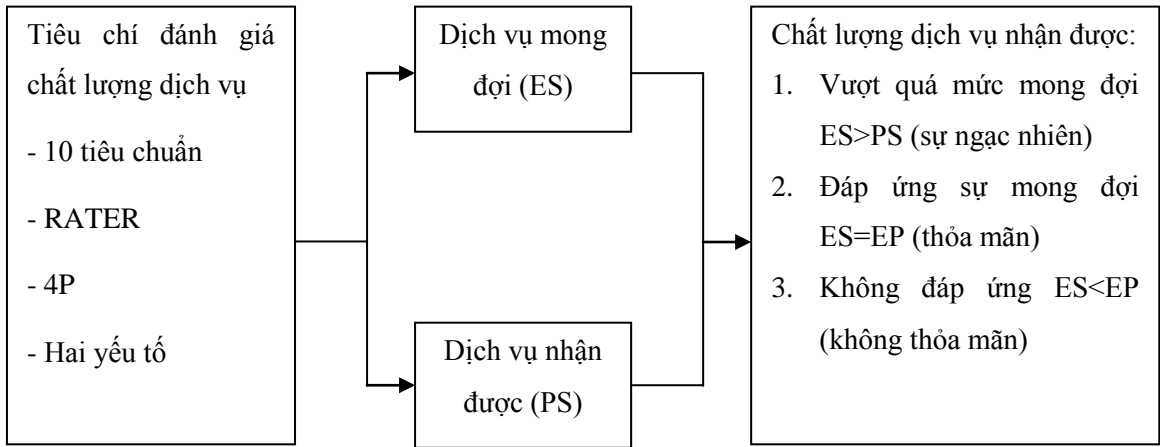 Tiêu chí đánh giá
chất lượng dịch vụ
- 10 tiêu chuẩn
- RATER
- 4P
- Hai yếu tố
Dịch vụ mong
đợi (ES)
Dịch vụ nhận
được (PS)
Chất lượng dịch vụ nhận được:
1. Vượt quá mức mong đợi
ES>PS (sự ngạc nhiên)
2. Đáp ứng sự mong đợi
ES=EP (thỏa mãn)
3. Không đáp ứng ES<EP
(không thỏa mãn)